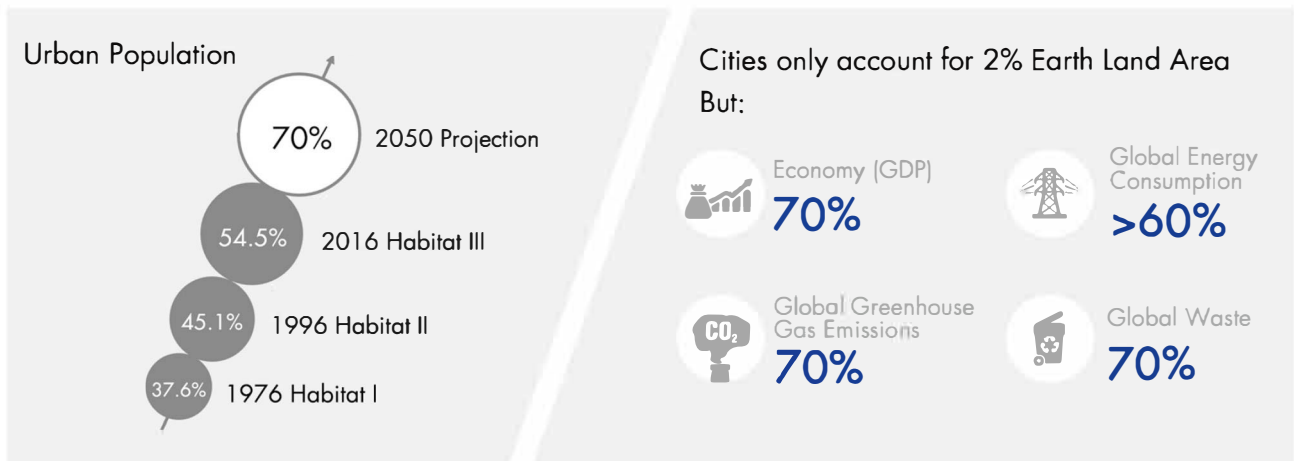 Urban Population
70% 2050 Projection
54.5% 2016 Habitat III
45.1% 1996 Habitat II
37.6% 1976 Habitat I
Cities only account for 2% Earth Land Area
But:
Economy (GDP)
70%
Global Energy
Consumption
>60%
Global Greenhouse
Gas Emissions
70%
CO₂
Global Waste
70%